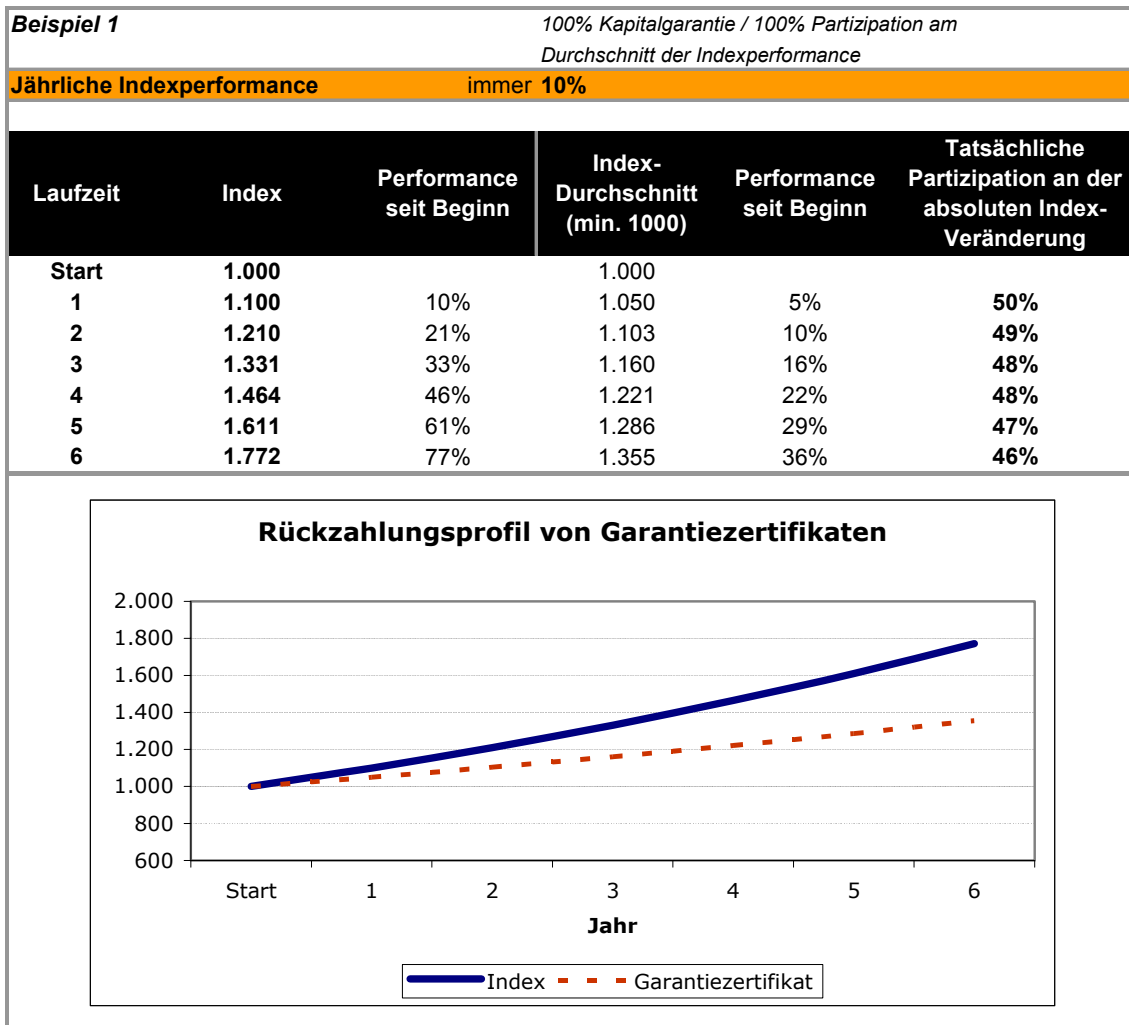 Beispiel 1 100% Kapitalgarantie / 100% Partizipation am
Durchschnitt der Indexperformance
Jährliche Indexperformance immer 10%
Laufzeit Index Performance seit Beginn Index-Durchschnitt (min. 1000) Performance seit Beginn Tatsächliche Partizipation an der absoluten Index-Veränderung
Start 1.000 1.000
1 1.100 10% 1.050 5% 50%
2 1.210 21% 1.103 10% 49%
3 1.331 33% 1.160 16% 48%
4 1.464 46% 1.221 22% 48%
5 1.611 61% 1.286 29% 47%
6 1.772 77% 1.355 36% 46%
Rückzahlungsprofil von Garantiezertifikaten
2.000
1.800
1.600
1.400
1.200
1.000
800
600
Start 1 2 3 4 5 6
Jahr
Index Garantiezertifikat